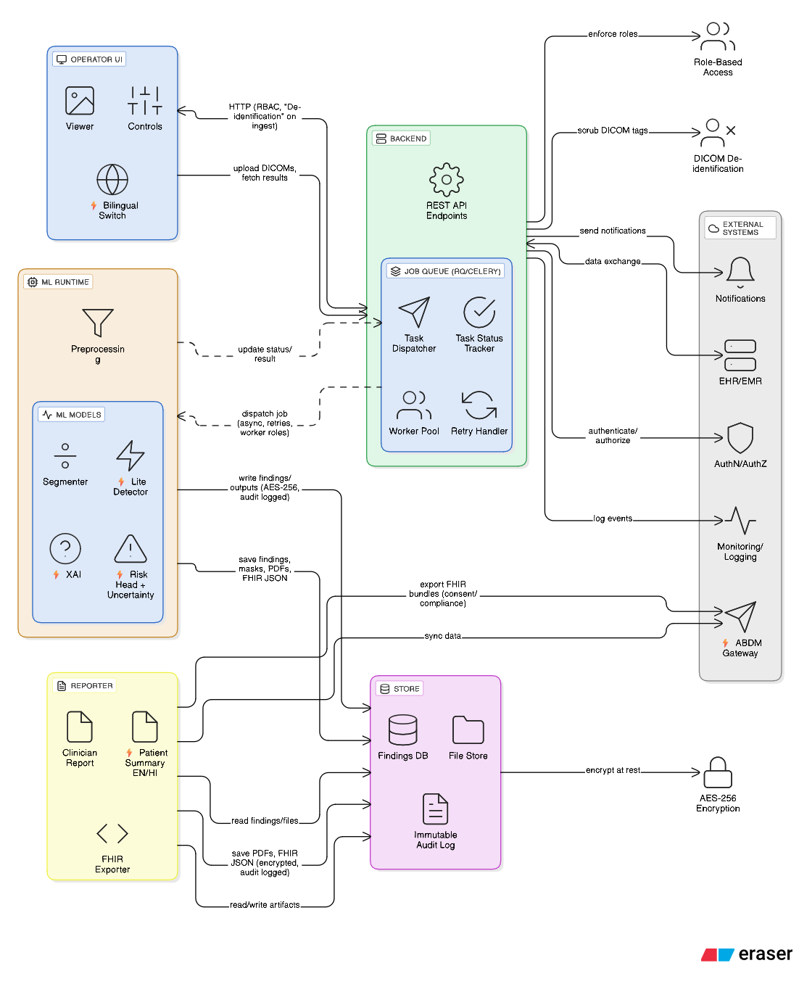 enforce roles
Role-Based
Access
OPERATOR UI
Viewer
Controls
Bilingual
Switch
HTTP (RBAC, "De-
identification" on
ingest)
upload DICOMs,
fetch results
BACKEND
REST API
Endpoints
scrub DICOM tags
DICOM De-
identification
EXTERNAL
SYSTEMS
send notifications
data exchange
Notifications
JOB QUEUE (RQ/CELERY)
Task
Dispatcher
Task Status
Tracker
Worker Pool
Retry Handler
EHR/EMR
authenticate/
authorize
AuthN/AuthZ
log events
Monitoring/
Logging
ML RUNTIME
Preprocessin
g
update status/
result
dispatch job
(async, retries,
worker roles)
ML MODELS
Segmenter
Lite
Detector
XAI
Risk
Head +
Uncertainty
write findings/
outputs (AES-256,
audit logged)
save findings,
masks, PDFs,
FHIR JSON
export FHIR
bundles (consent/
compliance)
sync data
ABDM
Gateway
REPORTER
Clinician
Report
Patient
Summary
EN/HI
FHIR
Exporter
read findings/files
save PDFs, FHIR
JSON (encrypted,
audit logged)
read/write artifacts
STORE
Findings DB
File Store
Immutable
Audit Log
encrypt at rest
AES-256
Encryption
eraser